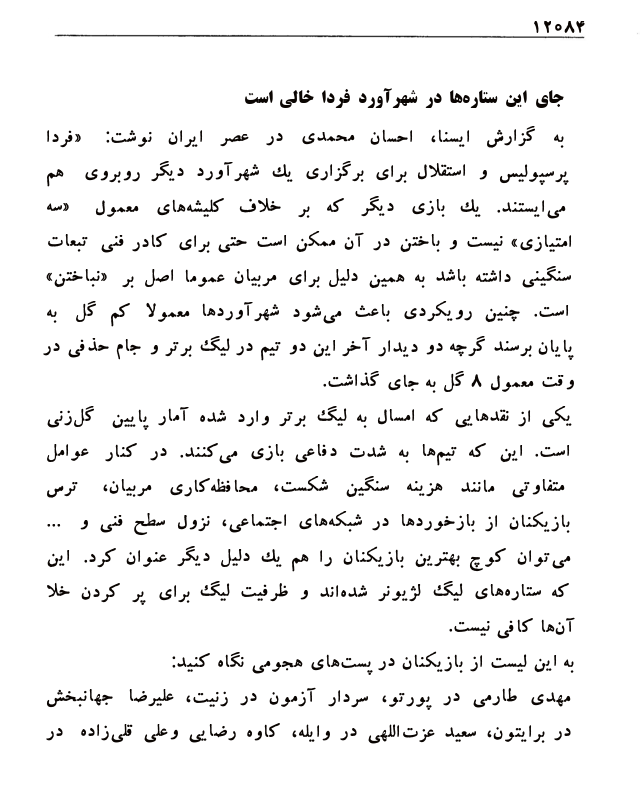 ۱۲۰۸۴
جای این ستاره‌ها در شهرآورد فردا خالی است
به گزارش ایسنا، احسان محمدی در عصر ایران نوشت: «فردا
پرسپولیس و استقلال برای برگزاری یك شهرآورد دیگر روبروی هم
می‌ایستند. یك بازی دیگر که بر خلاف کلیشه‌های معمول «سه
امتیازی» نیست و باختن در آن ممکن است حتی برای کادر فنی تبعات
سنگینی داشته باشد به همین دلیل برای مربیان عموما اصل بر «نباختن»
است. چنین رویکردی باعث می‌شود شهرآوردها معمولا کم گل به
پایان برسند گرچه دو دیدار آخر این دو تیم در لیگ برتر و جام حذفی در
وقت معمول ۸ گل به جای گذاشت.
یکی از نقدهایی که امسال به لیگ برتر وارد شده آمار پایین گل‌زنی
است. این که تیم‌ها به شدت دفاعی بازی می‌کنند. در کنار عوامل
متفاوتی مانند هزینه سنگین شکست، محافظه‌کاری مربیان، ترس
بازیکنان از بازخوردها در شبکه‌های اجتماعی، نزول سطح فنی و ...
می‌توان کوچ بهترین بازیکنان را هم یك دلیل دیگر عنوان کرد. این
که ستاره‌های لیگ لژیونر شده‌اند و ظرفیت لیگ برای پر کردن خلا
آن‌ها کافی نیست.
به این لیست از بازیکنان در پست‌های هجومی نگاه کنید:
مهدی طارمی در پورتو، سردار آزمون در زنیت، علیرضا جهانبخش
در برایتون، سعید عزت‌اللهی در وایله، کاوه رضایی وعلی قلی‌زاده در